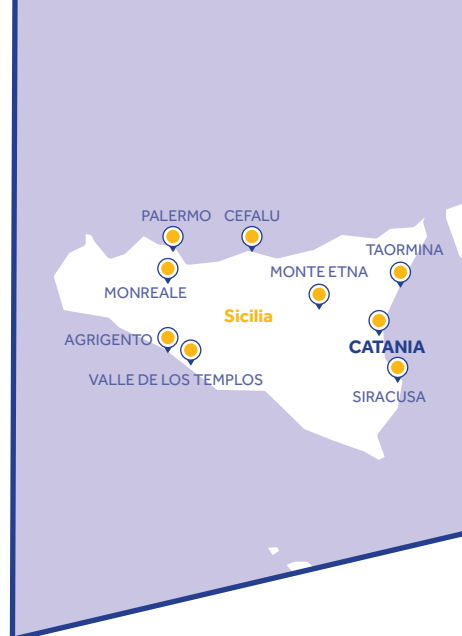 PALERMO
CEFALU
TAORMINA
MONTE ETNA
MONREALE
Sicilia
AGRIGENTO
CATANIA
VALLE DE LOS TEMPLOS
SIRACUSA